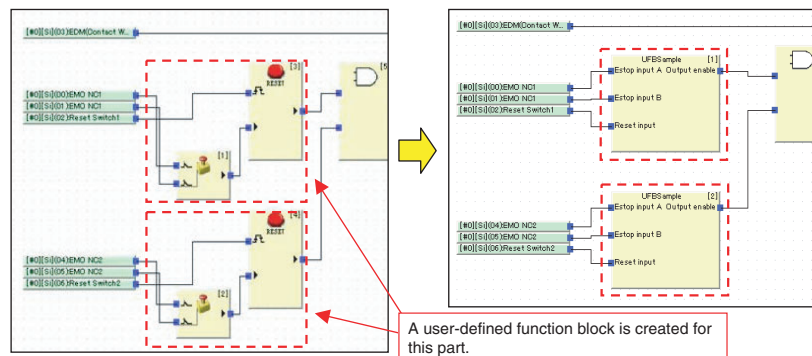 [#0][Si](03):EDM(Contact W...
[#0][Si](00):EMO NC1
[#0][Si](01):EMO NC1
[#0][Si](02):Reset Switch1
[3]
RESET
[1]
[5
[#0][Si](04):EMO NC2
[#0][Si](05):EMO NC2
[#0][Si](06):Reset Switch2
[4]
RESET
[2]
[#0][Si](03):EDM(Contact W...
[#0][Si](00):EMO NC1
[#0][Si](01):EMO NC1
[#0][Si](02):Reset Switch1
UFBSample [1]
Estop input A Output enable
Estop input B
Reset input
[#0][Si](04):EMO NC2
[#0][Si](05):EMO NC2
[#0][Si](06):Reset Switch2
UFBSample [2]
Estop input A Output enable
Estop input B
Reset input
A user-defined function block is created for
this part.